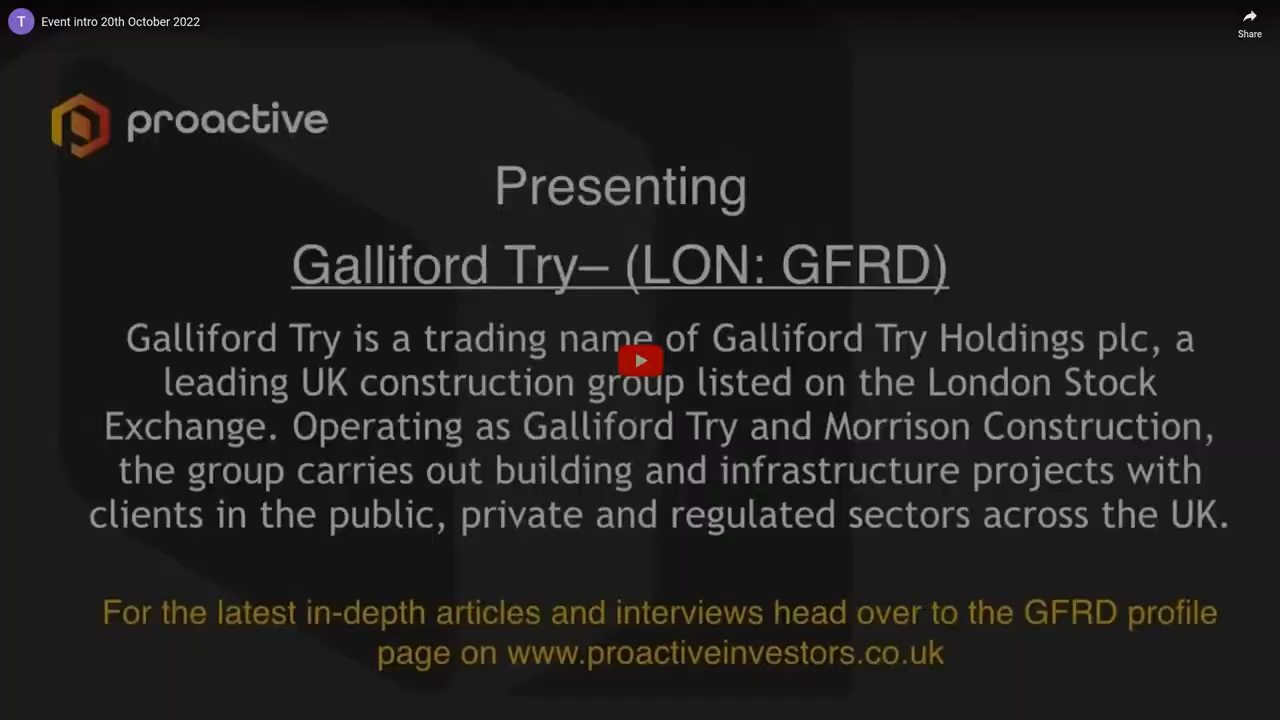 T
Event intro 20th October 2022
Share
proactive
Presenting
Galliford Try– (LON: GFRD)
Galliford Try is a trading name of Galliford Try Holdings plc, a
leading UK construction group listed on the London Stock
Exchange. Operating as Galliford Try and Morrison Construction,
the group carries out building and infrastructure projects with
clients in the public, private and regulated sectors across the UK.
For the latest in-depth articles and interviews head over to the GFRD profile
page on www.proactiveinvestors.co.uk